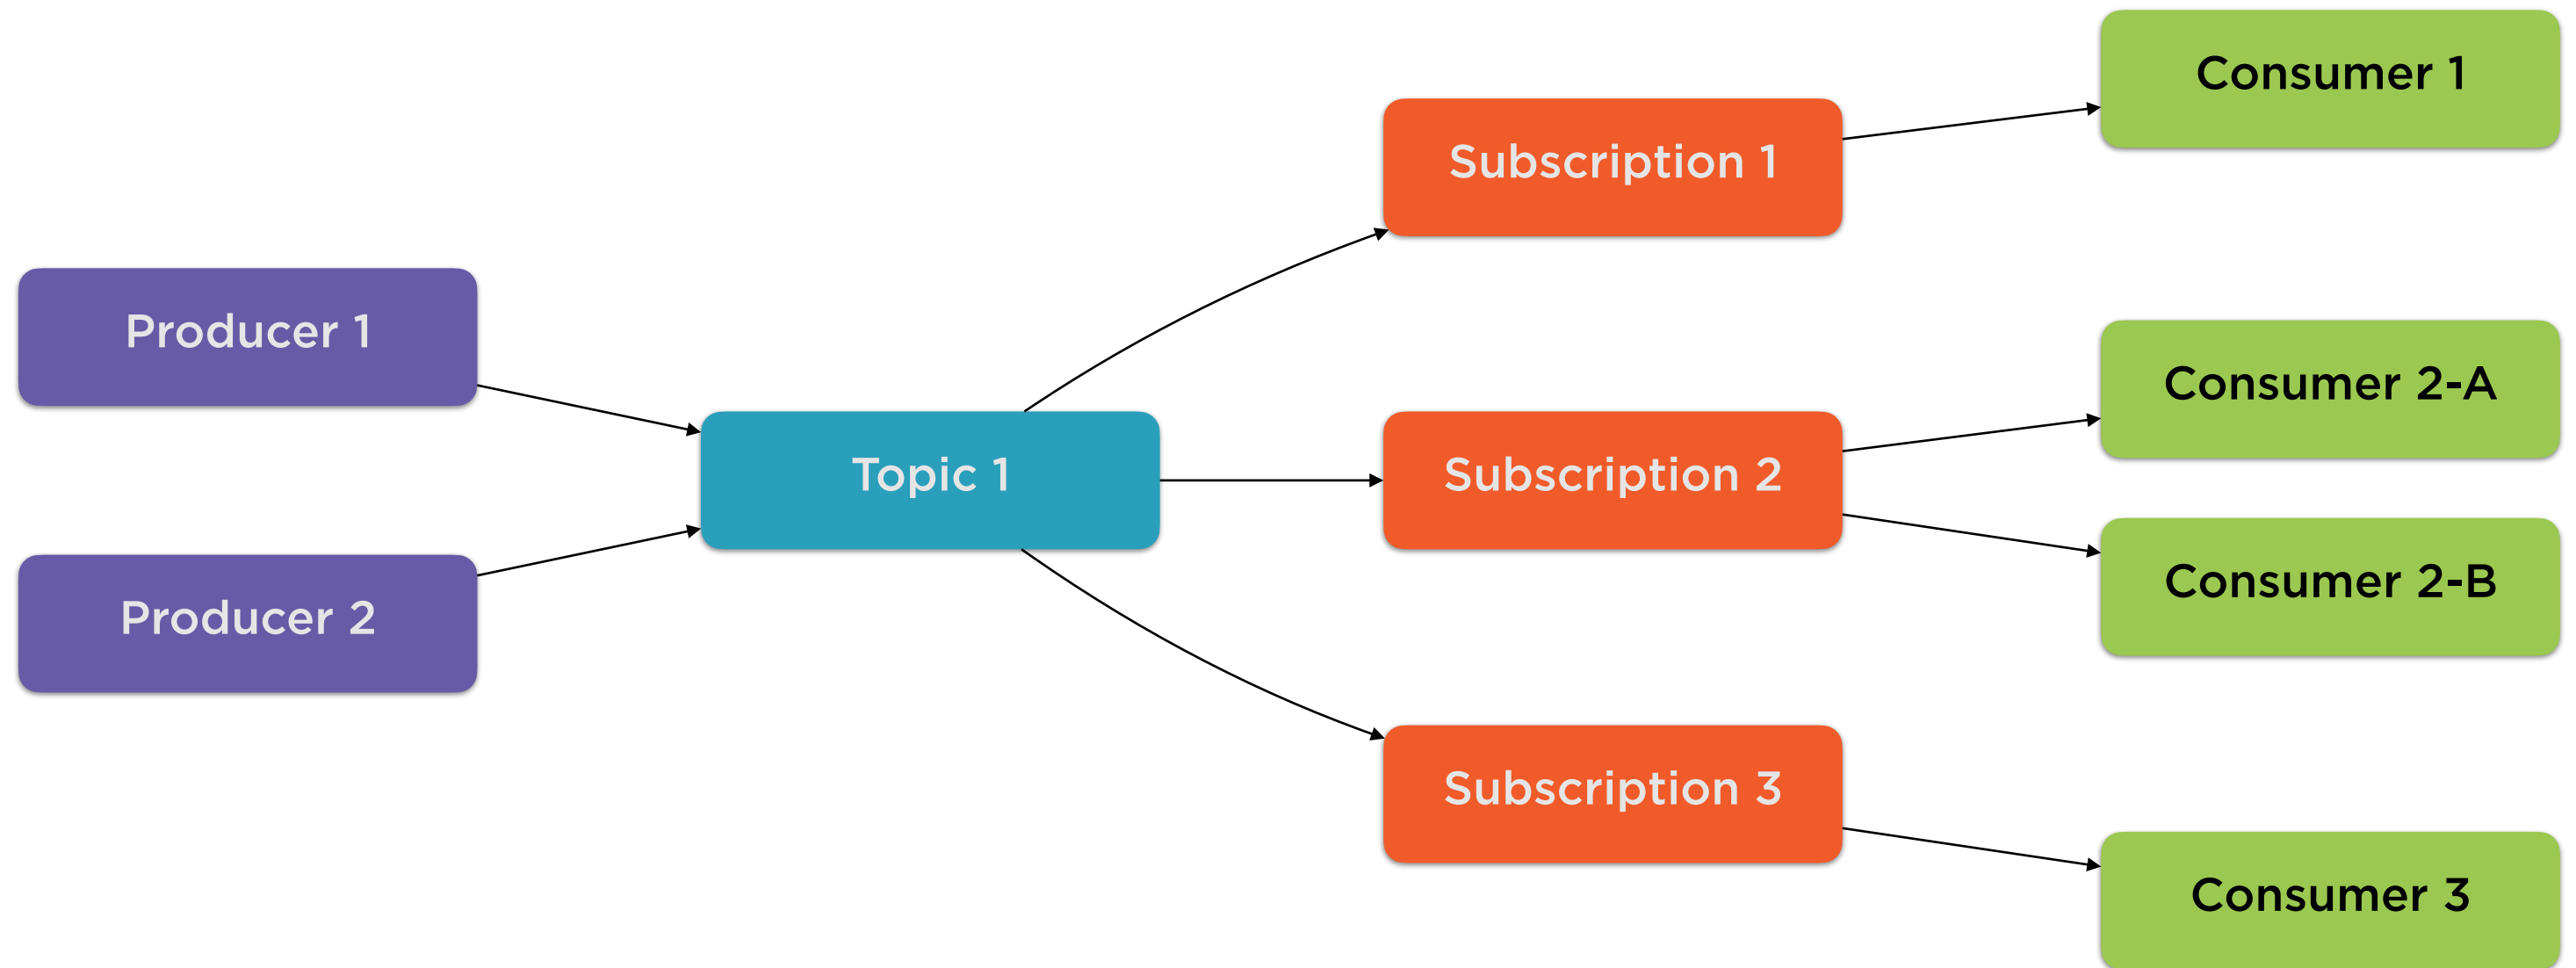 Producer 1
Producer 2
Topic 1
Subscription 1
Subscription 2
Subscription 3
Consumer 1
Consumer 2-A
Consumer 2-B
Consumer 3